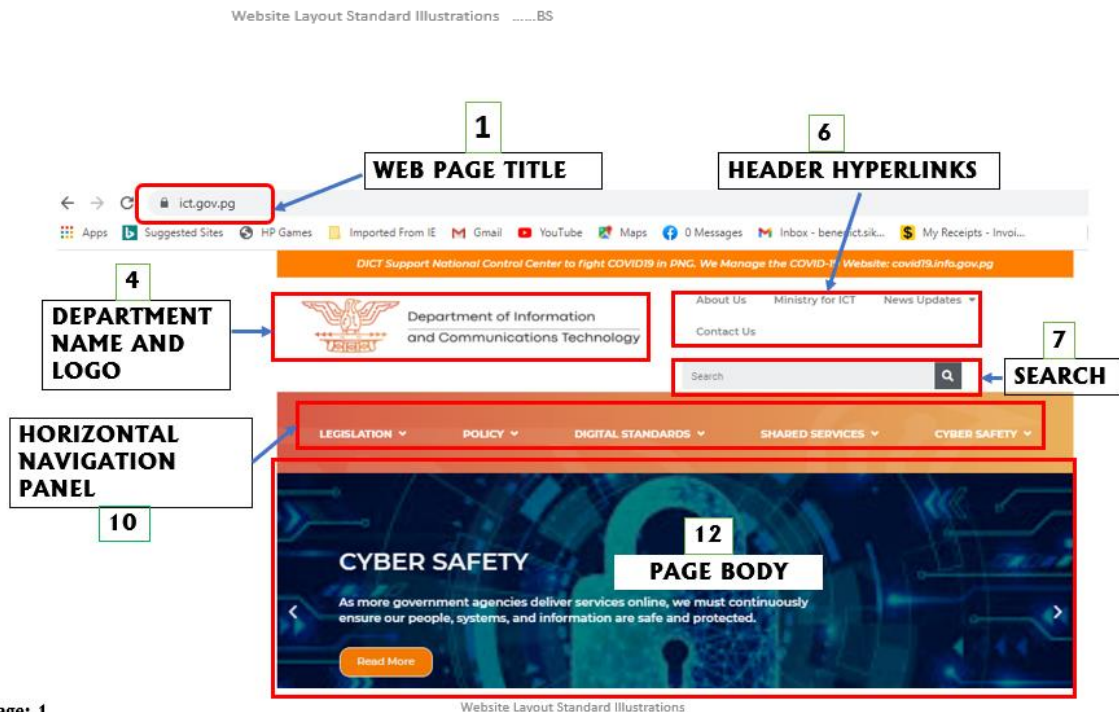 Website Layout Standard Illustrations ......BS
1
WEB PAGE TITLE
6
HEADER HYPERLINKS
ict.gov.pg
Apps Suggested Sites HP Games Imported From IE Gmail YouTube Maps 0 Messages Inbox - benedict.sik... My Receipts - Invoi...
DICT Support National Control Center to fight COVID19 in PNG. We Manage the COVID-19 Website: covid19.info.gov.pg
4
DEPARTMENT
NAME AND
LOGO
Department of Information
and Communications Technology
About Us Ministry for ICT News Updates
Contact Us
7
SEARCH
Search
HORIZONTAL
NAVIGATION
PANEL
10
LEGISLATION POLICY DIGITAL STANDARDS SHARED SERVICES CYBER SAFETY
12
PAGE BODY
CYBER SAFETY
As more government agencies deliver services online, we must continuously
ensure our people, systems, and information are safe and protected.
Read More
Website Layout Standard Illustrations
age: 1